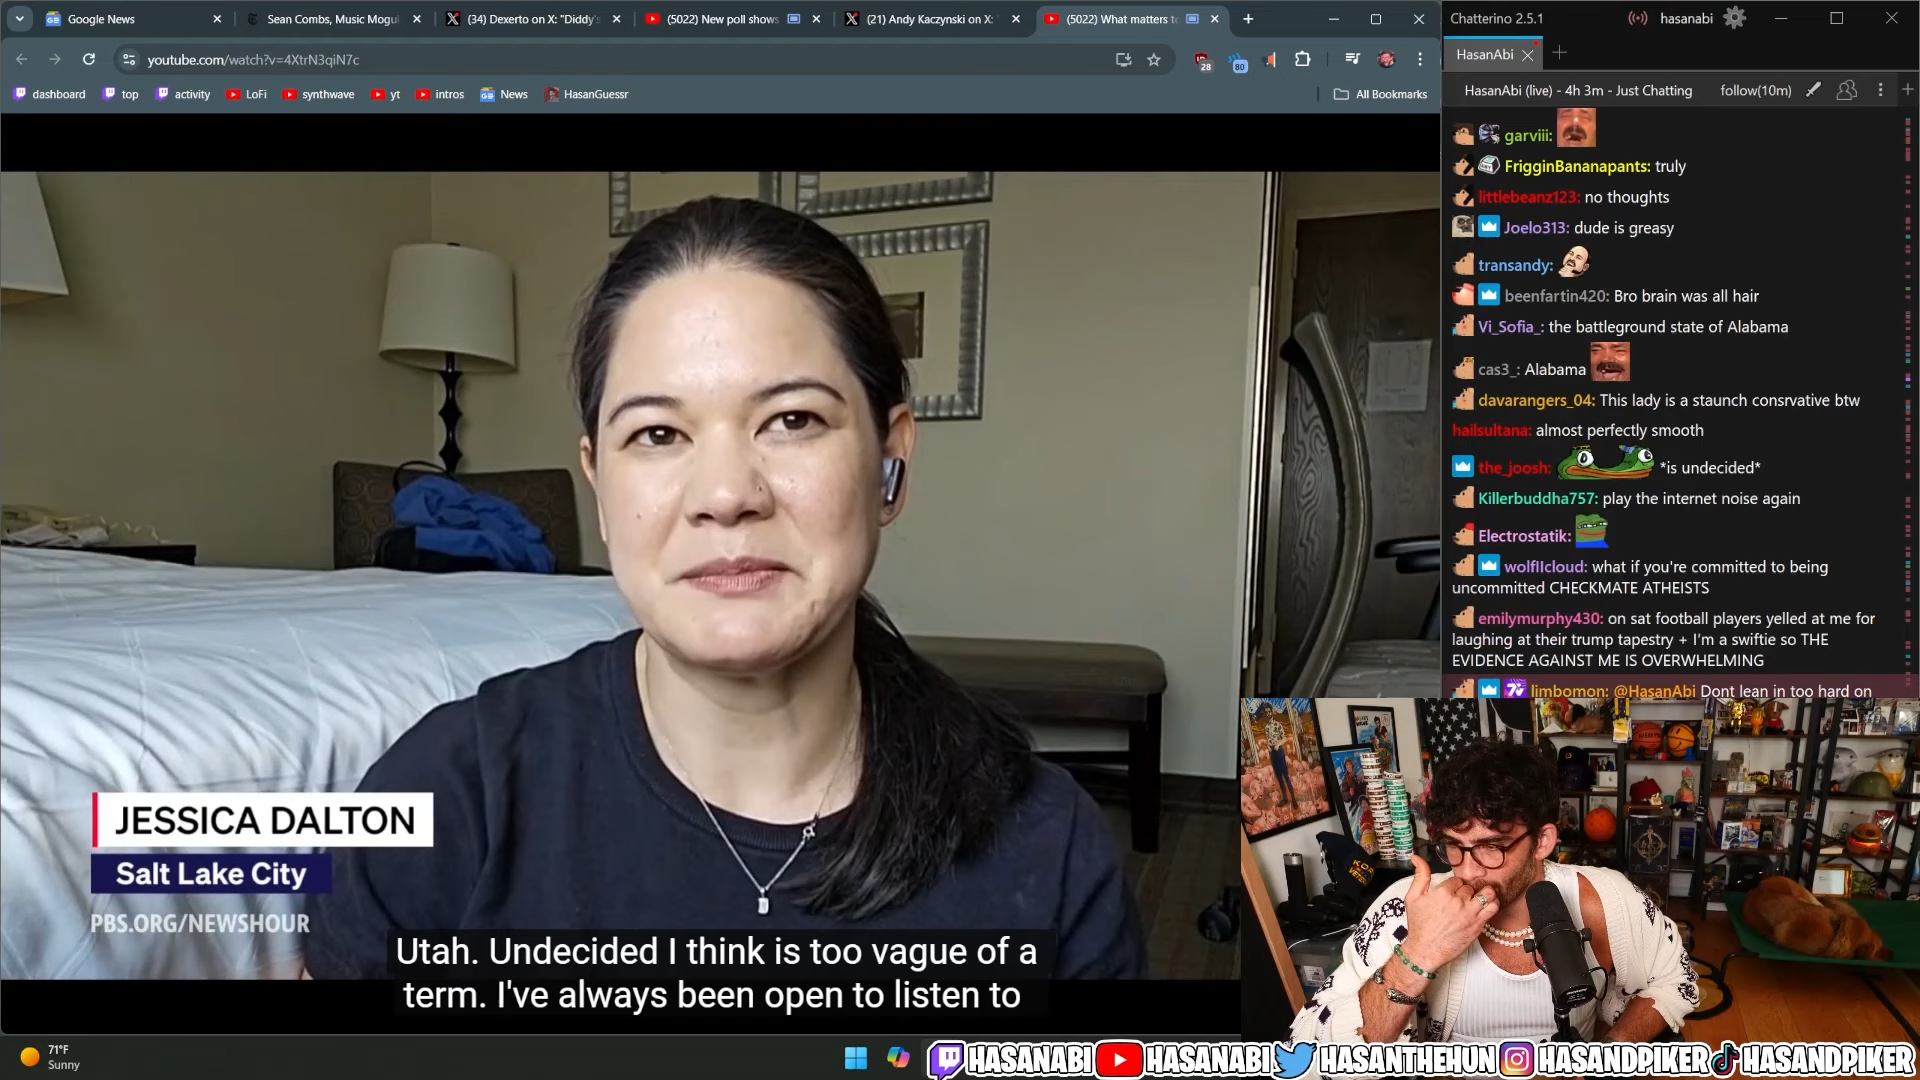 Google News
Sean Combs, Music Mogul
(34) Dexerto on X: "Diddy's
(5022) New poll shows
(21) Andy Kaczynski on X:
(5022) What matters to
youtube.com/watch?v=4XtrN3qiN7c
28
80
dashboard
top
activity
LoFi
synthwave
yt
intros
News
HasanGuessr
All Bookmarks
JESSICA DALTON
Salt Lake City
PBS.ORG/NEWSHOUR
Utah. Undecided I think is too vague of a
term. I've always been open to listen to
Chatterino 2.5.1
hasanabi
HasanAbi
HasanAbi (live) - 4h 3m - Just Chatting
follow(10m)
garviii:
FrigginBananapants: truly
littlebeanz123: no thoughts
Joelo313: dude is greasy
transandy:
beenfartin420: Bro brain was all hair
Vi_Sofia_: the battleground state of Alabama
cas3_: Alabama
davarangers_04: This lady is a staunch consrvative btw
hailsultana: almost perfectly smooth
the_joosh: *is undecided*
Killerbuddha757: play the internet noise again
Electrostatik:
wolfIIcloud: what if you're committed to being
uncommitted CHECKMATE ATHEISTS
emilymurphy430: on sat football players yelled at me for
laughing at their trump tapestry + I'm a swiftie so THE
EVIDENCE AGAINST ME IS OVERWHELMING
limbomon: @HasanAbi Dont lean in too hard on
71°F
Sunny
HASANABI
HASANABI
HASANTHEHUN
HASANDPIKER
HASANDPIKER